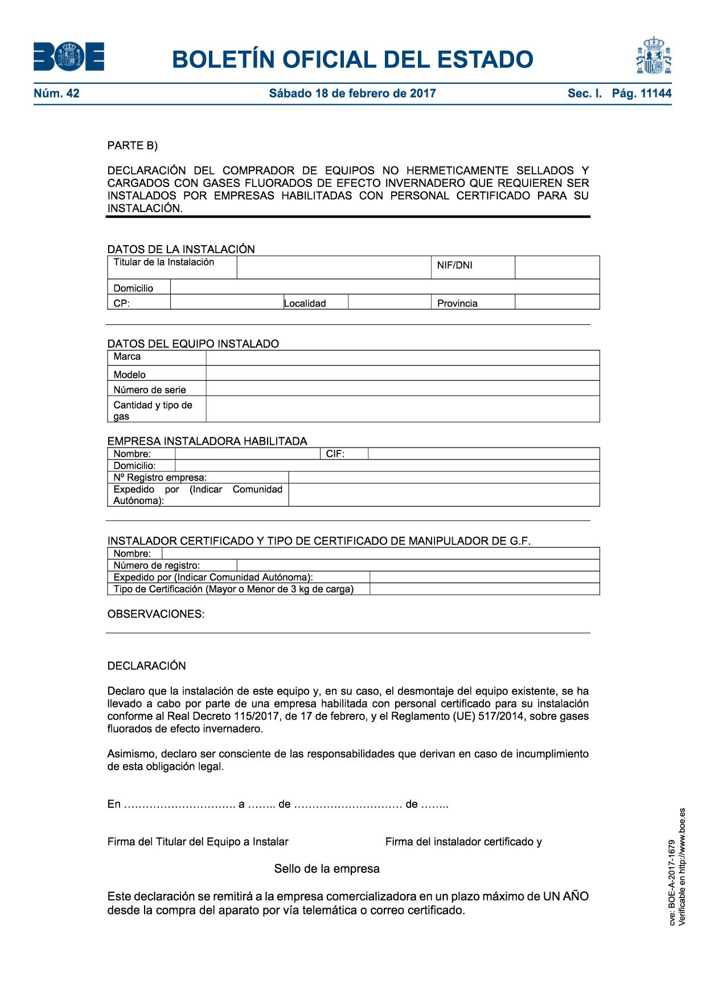 BOE
BOLETÍN OFICIAL DEL ESTADO
Núm. 42
Sábado 18 de febrero de 2017
Sec. I. Pág. 11144
PARTE B)
DECLARACIÓN DEL COMPRADOR DE EQUIPOS NO HERMETICAMENTE SELLADOS Y
CARGADOS CON GASES FLUORADOS DE EFECTO INVERNADERO QUE REQUIEREN SER
INSTALADOS POR EMPRESAS HABILITADAS CON PERSONAL CERTIFICADO PARA SU
INSTALACIÓN.
DATOS DE LA INSTALACIÓN
Titular de la Instalación
NIF/DNI
Domicilio
CP:
Localidad
Provincia
DATOS DEL EQUIPO INSTALADO
Marca
Modelo
Número de serie
Cantidad y tipo de
gas
EMPRESA INSTALADORA HABILITADA
Nombre:
CIF:
Domicilio:
Nº Registro empresa:
Expedido por (Indicar Comunidad
Autónoma):
INSTALADOR CERTIFICADO Y TIPO DE CERTIFICADO DE MANIPULADOR DE G.F.
Nombre:
Número de registro:
Expedido por (Indicar Comunidad Autónoma):
Tipo de Certificación (Mayor o Menor de 3 kg de carga)
OBSERVACIONES:
DECLARACIÓN
Declaro que la instalación de este equipo y, en su caso, el desmontaje del equipo existente, se ha
llevado a cabo por parte de una empresa habilitada con personal certificado para su instalación
conforme al Real Decreto 115/2017, de 17 de febrero, y el Reglamento (UE) 517/2014, sobre gases
fluorados de efecto invernadero.
Asimismo, declaro ser consciente de las responsabilidades que derivan en caso de incumplimiento
de esta obligación legal.
En …………………………. a …….. de ………………………… de ……..
Firma del Titular del Equipo a Instalar
Firma del instalador certificado y
Sello de la empresa
Este declaración se remitirá a la empresa comercializadora en un plazo máximo de UN AÑO
desde la compra del aparato por vía telemática o correo certificado.
cve: BOE-A-2017-1679
Verificable en http://www.boe.es